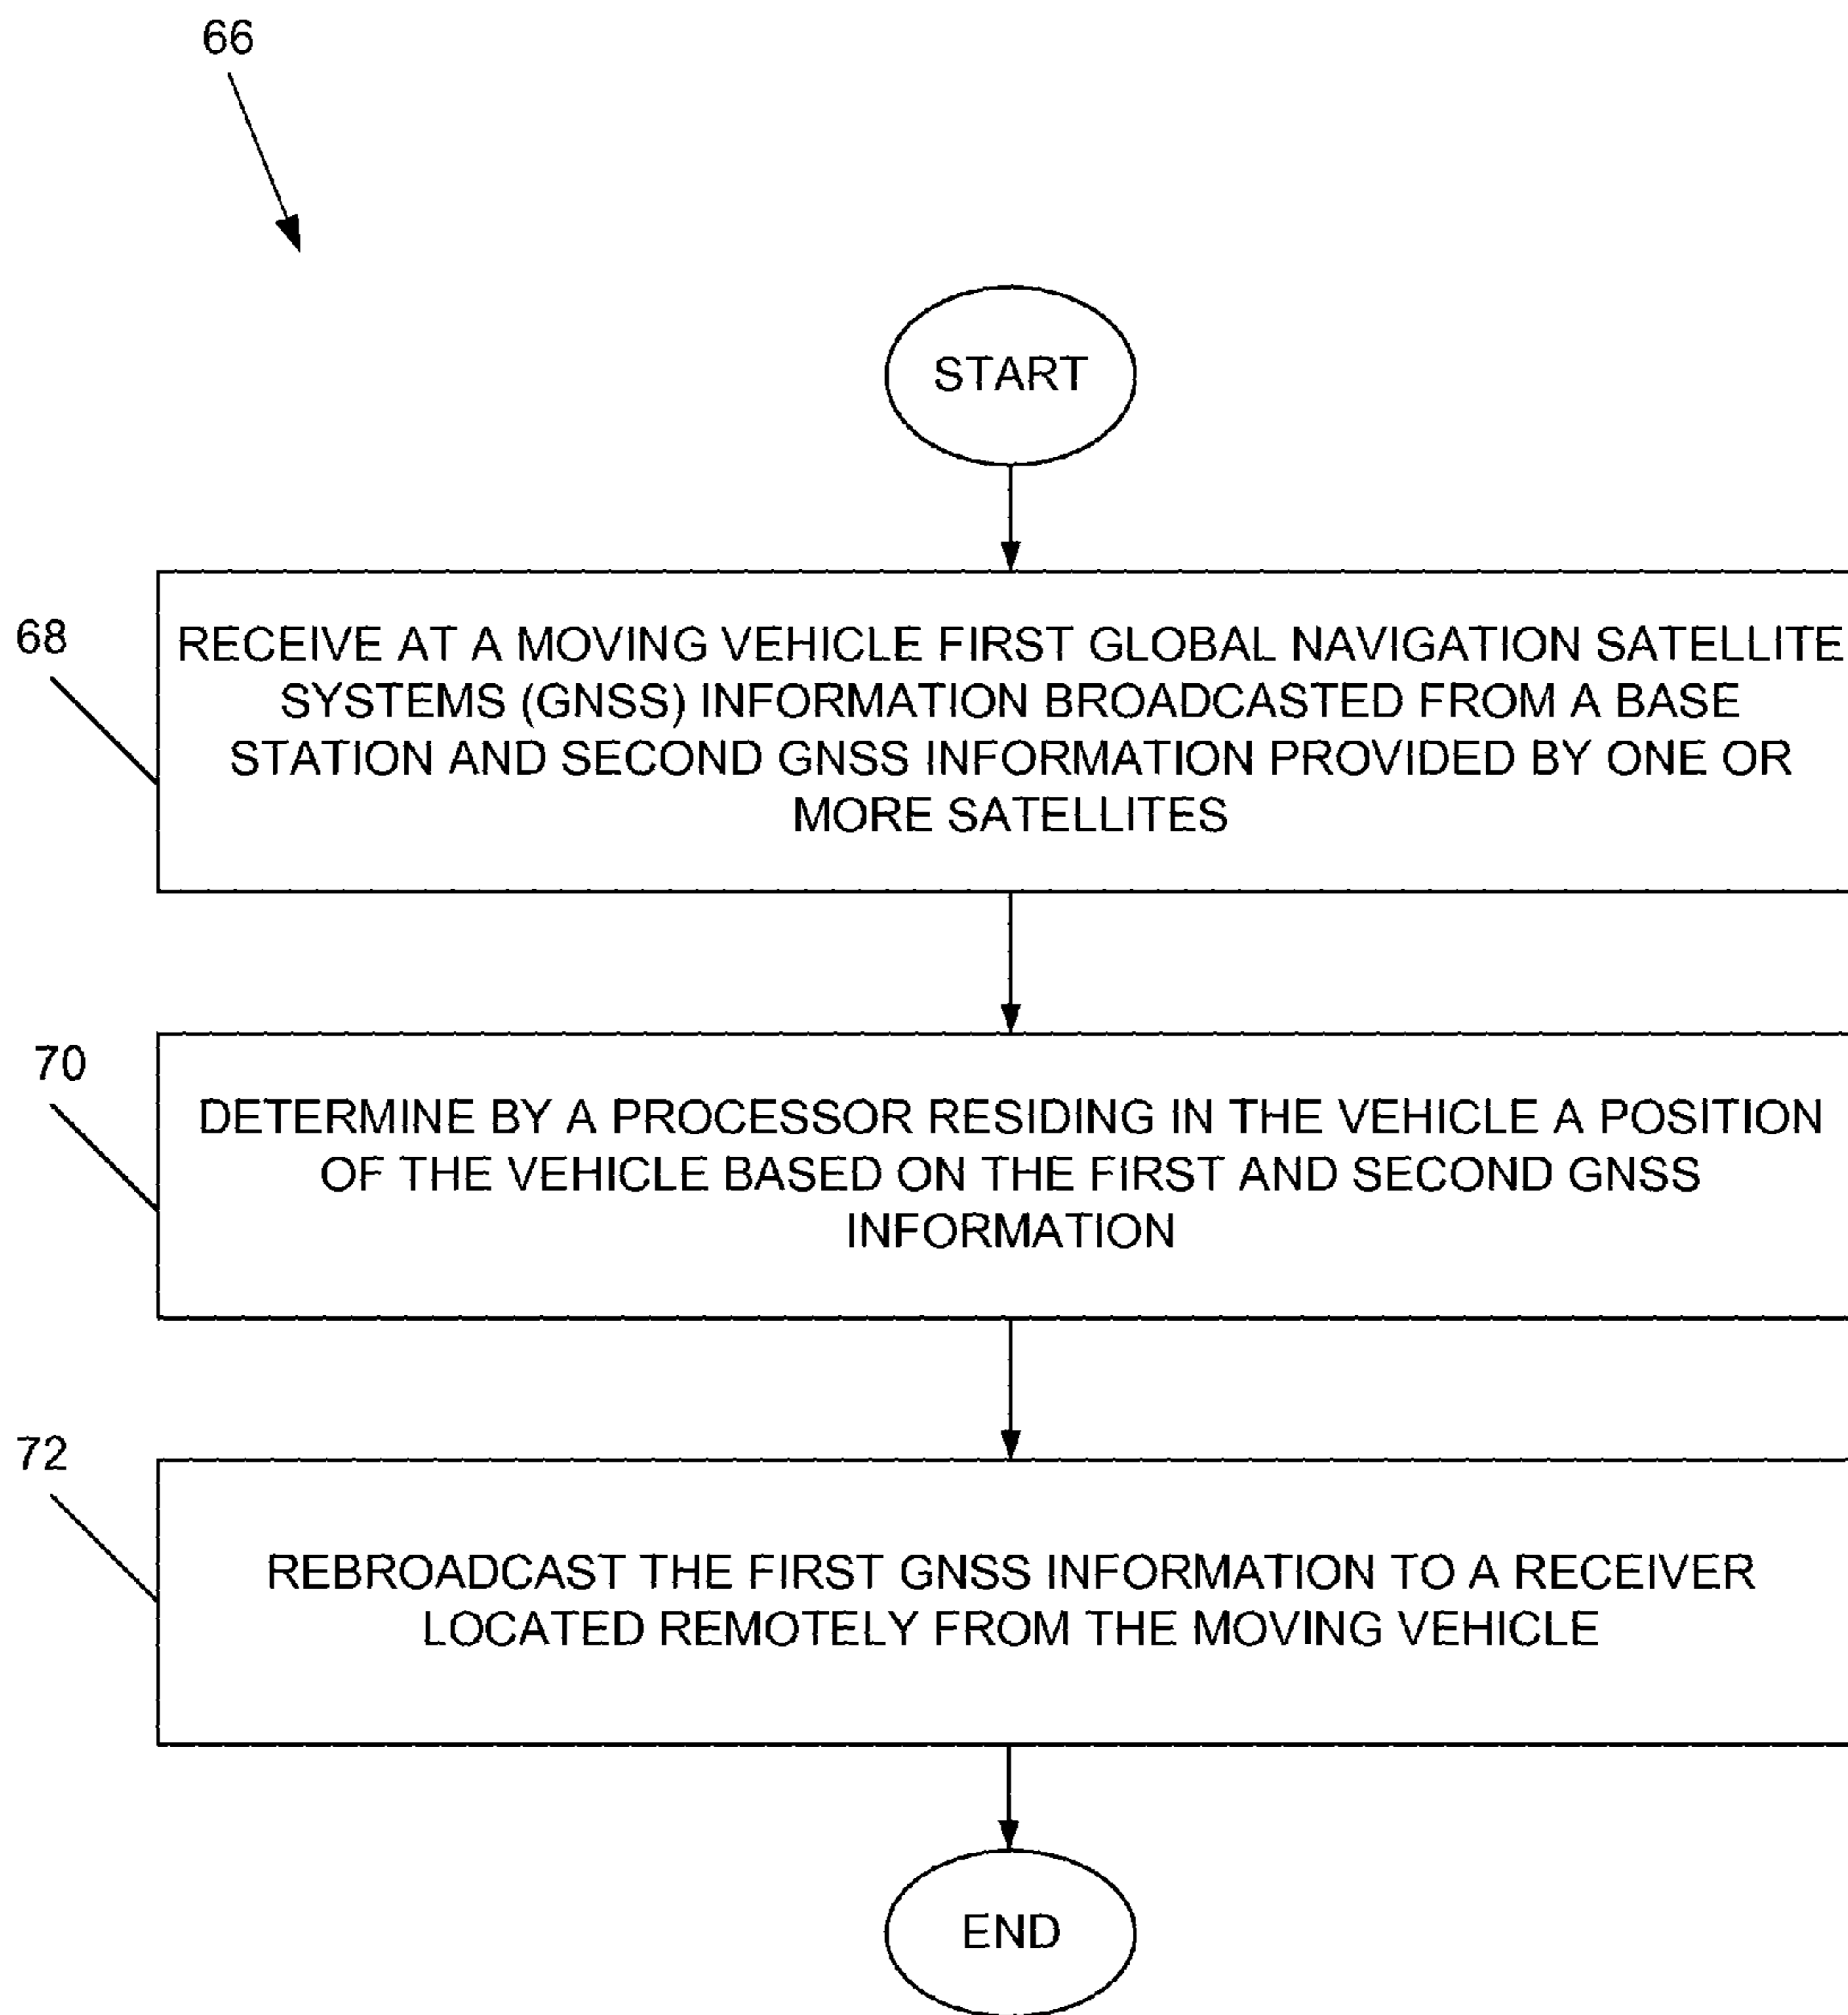 66
START
68
RECEIVE AT A MOVING VEHICLE FIRST GLOBAL NAVIGATION SATELLITE
SYSTEMS (GNSS) INFORMATION BROADCASTED FROM A BASE
STATION AND SECOND GNSS INFORMATION PROVIDED BY ONE OR
MORE SATELLITES
70
DETERMINE BY A PROCESSOR RESIDING IN THE VEHICLE A POSITION
OF THE VEHICLE BASED ON THE FIRST AND SECOND GNSS
INFORMATION
72
REBROADCAST THE FIRST GNSS INFORMATION TO A RECEIVER
LOCATED REMOTELY FROM THE MOVING VEHICLE
END